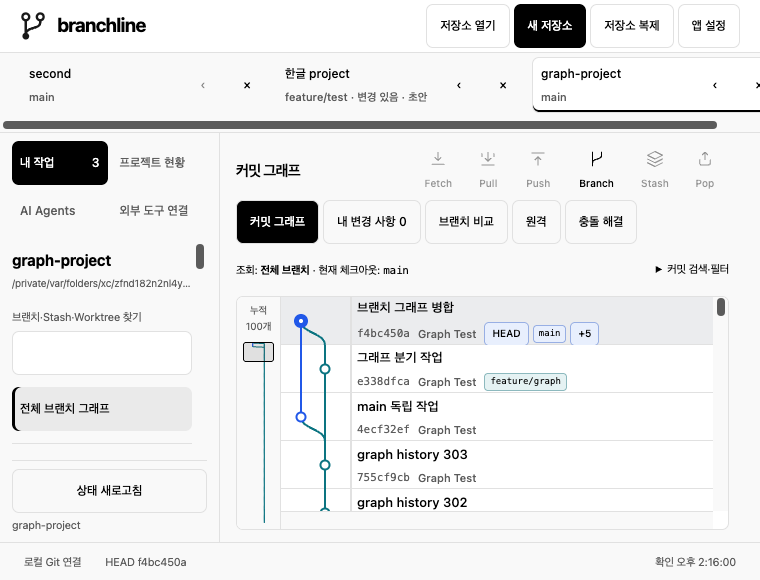 branchline
저장소 열기
새 저장소
저장소 복제
앱 설정
second
main
한글 project
feature/test · 변경 있음 · 초안
graph-project
main
내 작업 3
프로젝트 현황
AI Agents
외부 도구 연결
graph-project
/private/var/folders/xc/zfnd182n2nl4y...
브랜치·Stash·Worktree 찾기
전체 브랜치 그래프
상태 새로고침
graph-project
커밋 그래프
Fetch
Pull
Push
Branch
Stash
Pop
커밋 그래프
내 변경 사항 0
브랜치 비교
원격
충돌 해결
조회: 전체 브랜치 · 현재 체크아웃: main
▶ 커밋 검색·필터
누적
100개
브랜치 그래프 병합
f4bc450a Graph Test HEAD main +5
그래프 분기 작업
e338dfca Graph Test feature/graph
main 독립 작업
4ecf32ef Graph Test
graph history 303
755cf9cb Graph Test
graph history 302
로컬 Git 연결
HEAD f4bc450a
확인 오후 2:16:00